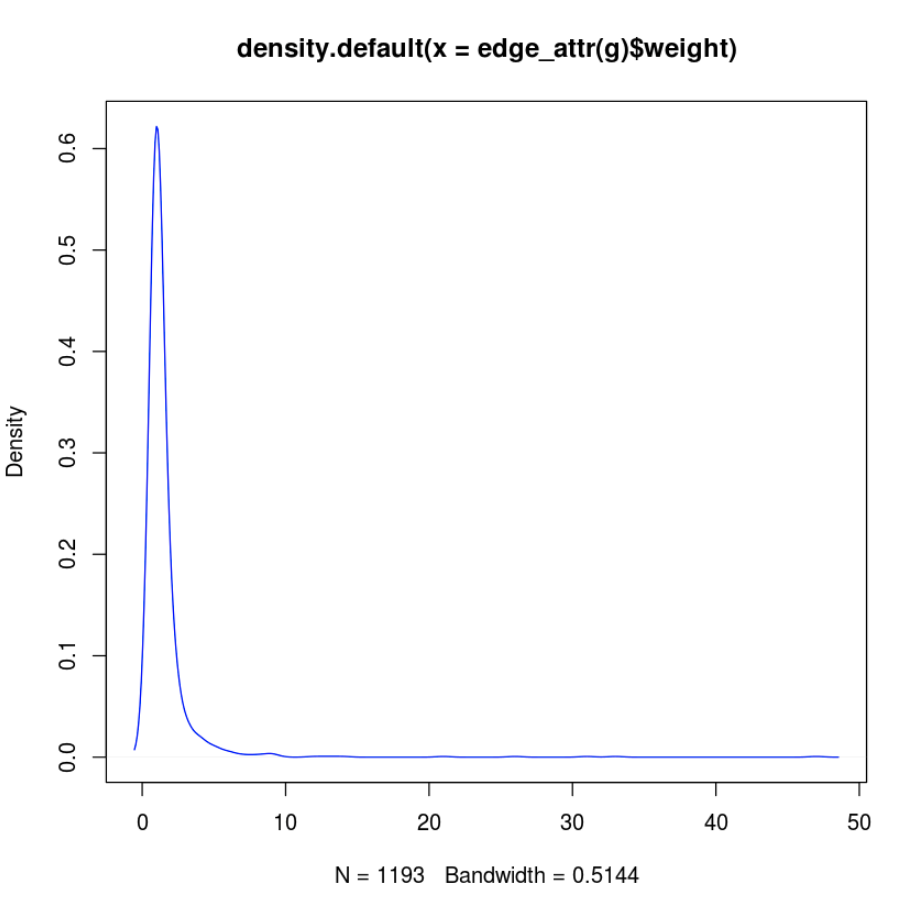 density.default(x = edge_attr(g)$weight)
0.6
0.5
0.4
0.3
0.2
0.1
0.0
Density
0 10 20 30 40 50
N = 1193 Bandwidth = 0.5144